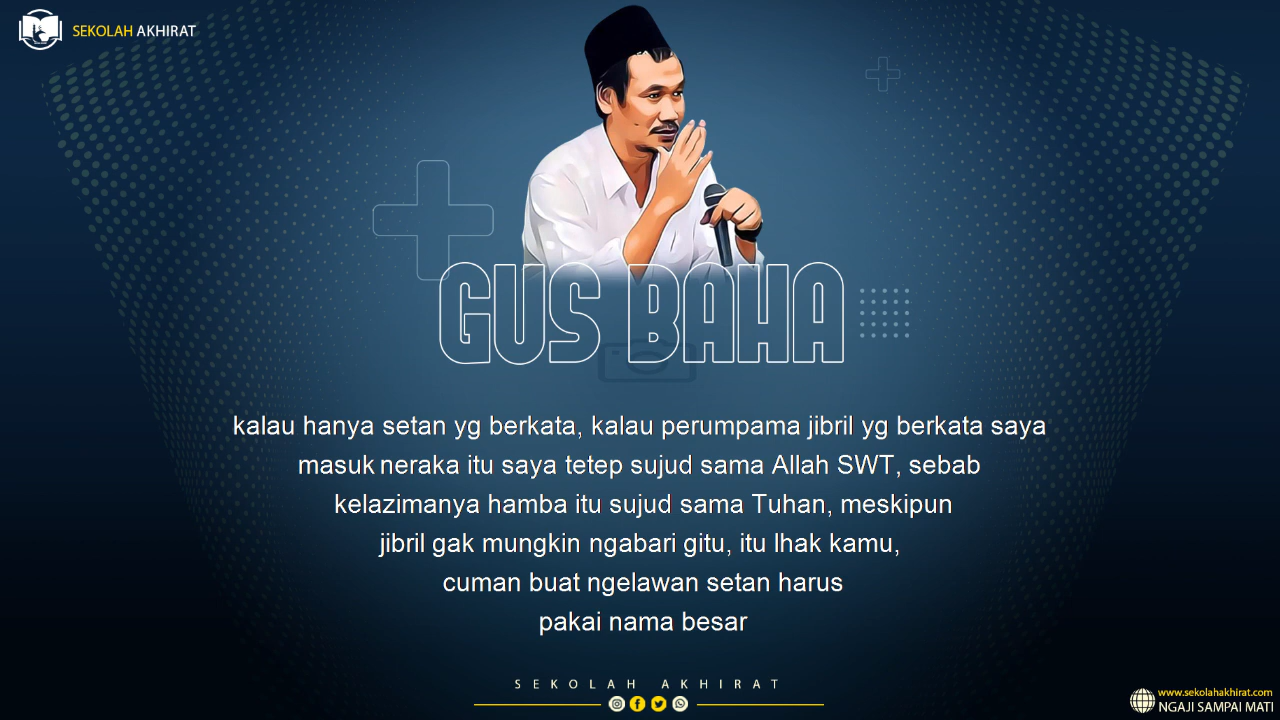 SEKOLAH AKHIRAT
GUS BAHA
kalau hanya setan yg berkata, kalau perumpama jibril yg berkata saya
masuk neraka itu saya tetep sujud sama Allah SWT, sebab
kelazimanya hamba itu sujud sama Tuhan, meskipun
jibril gak mungkin ngabari gitu, itu lhak kamu,
cuman buat ngelawan setan harus
pakai nama besar
SEKOLAH AKHIRAT
www.sekolahakhirat.com
NGAJI SAMPAI MATI